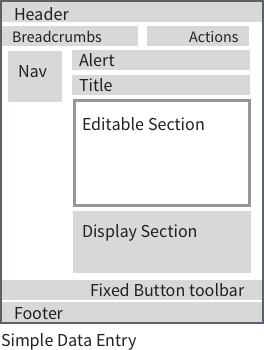 Header
Breadcrumbs
Actions
Nav
Alert
Title
Editable Section
Display Section
Fixed Button toolbar
Footer
Simple Data Entry